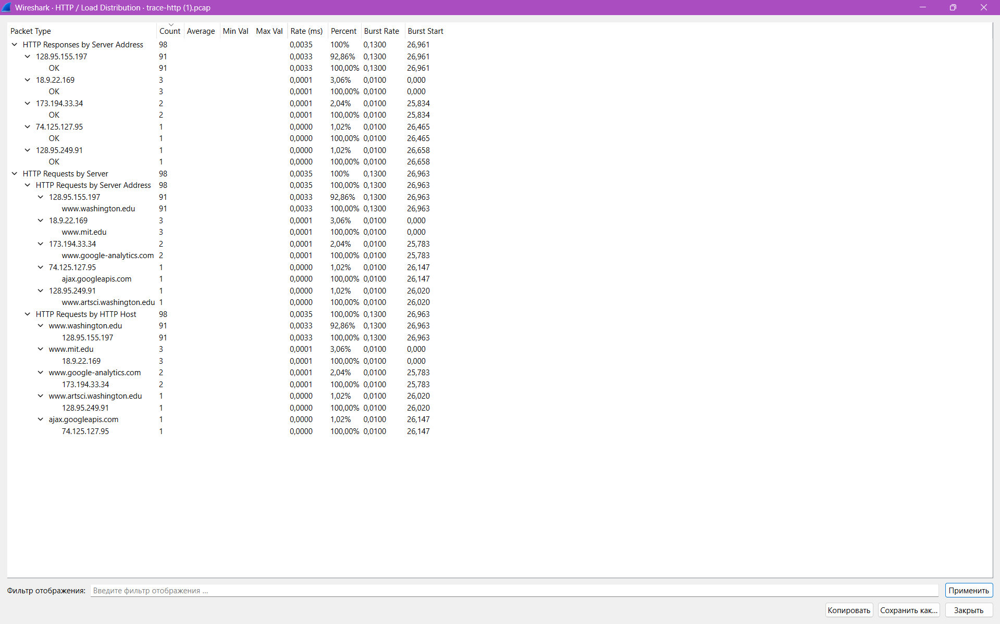 Wireshark · HTTP / Load Distribution · trace-http (1).pcap
Packet Type Count Average Min Val Max Val Rate (ms) Percent Burst Rate Burst Start
HTTP Responses by Server Address 98 0,0035 100% 0,1300 26,961
128.95.155.197 91 0,0033 92,86% 0,1300 26,961
OK 91 0,0033 100,00% 0,1300 26,961
18.9.22.169 3 0,0001 3,06% 0,0100 0,000
OK 3 0,0001 100,00% 0,0100 0,000
173.194.33.34 2 0,0001 2,04% 0,0100 25,834
OK 2 0,0001 100,00% 0,0100 25,834
74.125.127.95 1 0,0000 1,02% 0,0100 26,465
OK 1 0,0000 100,00% 0,0100 26,465
128.95.249.91 1 0,0000 1,02% 0,0100 26,658
OK 1 0,0000 100,00% 0,0100 26,658
HTTP Requests by Server 98 0,0035 100% 0,1300 26,963
HTTP Requests by Server Address 98 0,0035 100,00% 0,1300 26,963
128.95.155.197 91 0,0033 92,86% 0,1300 26,963
www.washington.edu 91 0,0033 100,00% 0,1300 26,963
18.9.22.169 3 0,0001 3,06% 0,0100 0,000
www.mit.edu 3 0,0001 100,00% 0,0100 0,000
173.194.33.34 2 0,0001 2,04% 0,0100 25,783
www.google-analytics.com 2 0,0001 100,00% 0,0100 25,783
74.125.127.95 1 0,0000 1,02% 0,0100 26,147
ajax.googleapis.com 1 0,0000 100,00% 0,0100 26,147
128.95.249.91 1 0,0000 1,02% 0,0100 26,020
www.artsci.washington.edu 1 0,0000 100,00% 0,0100 26,020
HTTP Requests by HTTP Host 98 0,0035 100,00% 0,1300 26,963
www.washington.edu 91 0,0033 92,86% 0,1300 26,963
128.95.155.197 91 0,0033 100,00% 0,1300 26,963
www.mit.edu 3 0,0001 3,06% 0,0100 0,000
18.9.22.169 3 0,0001 100,00% 0,0100 0,000
www.google-analytics.com 2 0,0001 2,04% 0,0100 25,783
173.194.33.34 2 0,0001 100,00% 0,0100 25,783
www.artsci.washington.edu 1 0,0000 1,02% 0,0100 26,020
128.95.249.91 1 0,0000 100,00% 0,0100 26,020
ajax.googleapis.com 1 0,0000 1,02% 0,0100 26,147
74.125.127.95 1 0,0000 100,00% 0,0100 26,147
Фильтр отображения: Введите фильтр отображения ... Применить
Копировать Сохранить как... Закрыть